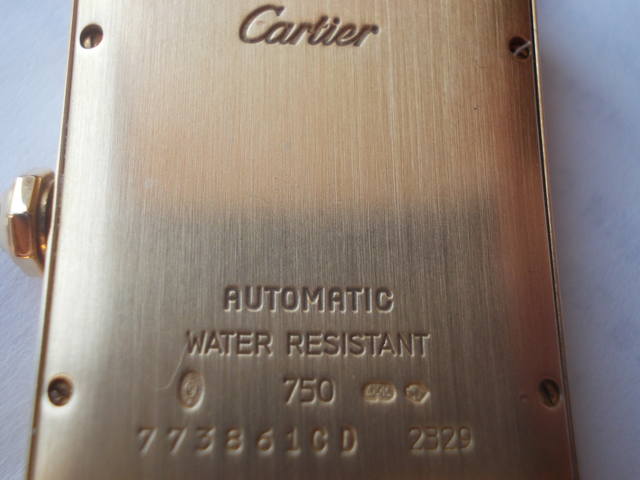 Cartier
AUTOMATIC
WATER RESISTANT
750
773861CD 2329